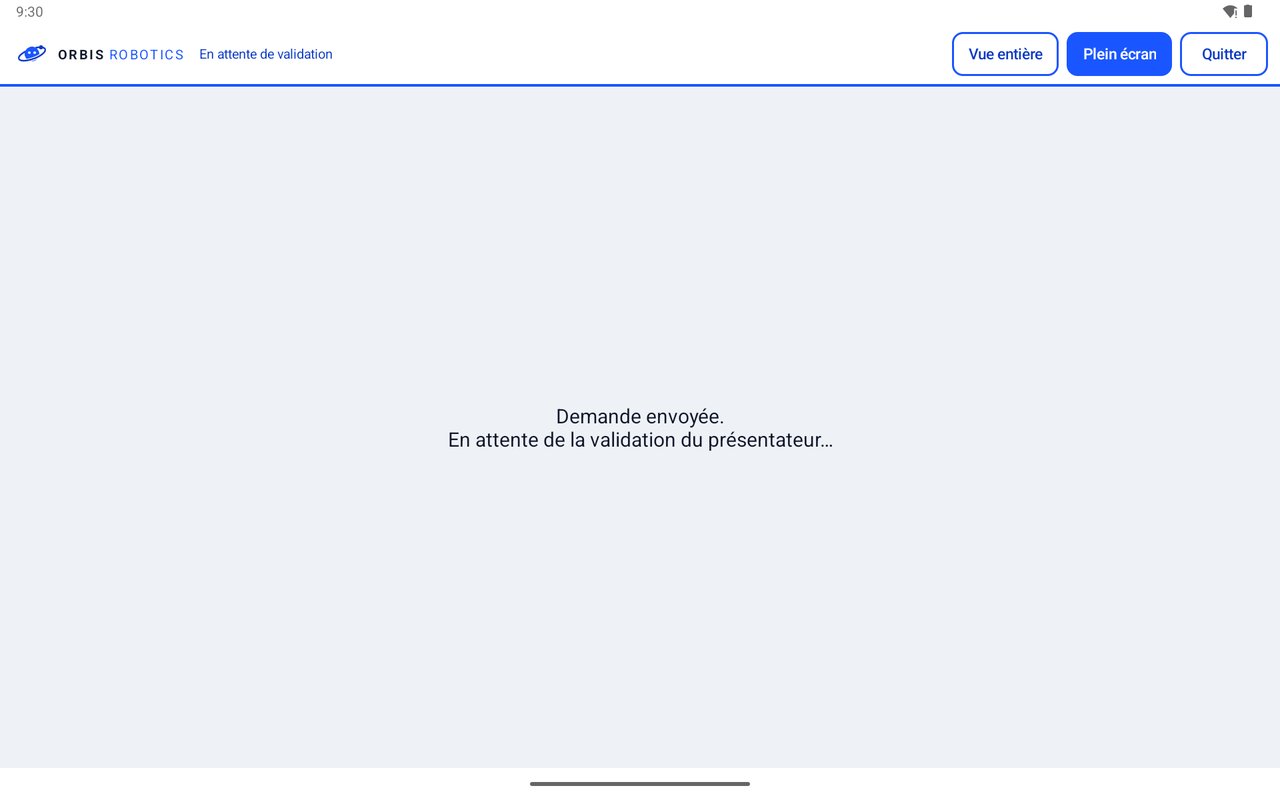 9:30
ORBIS ROBOTICS En attente de validation Vue entière Plein écran Quitter
Demande envoyée.
En attente de la validation du présentateur…